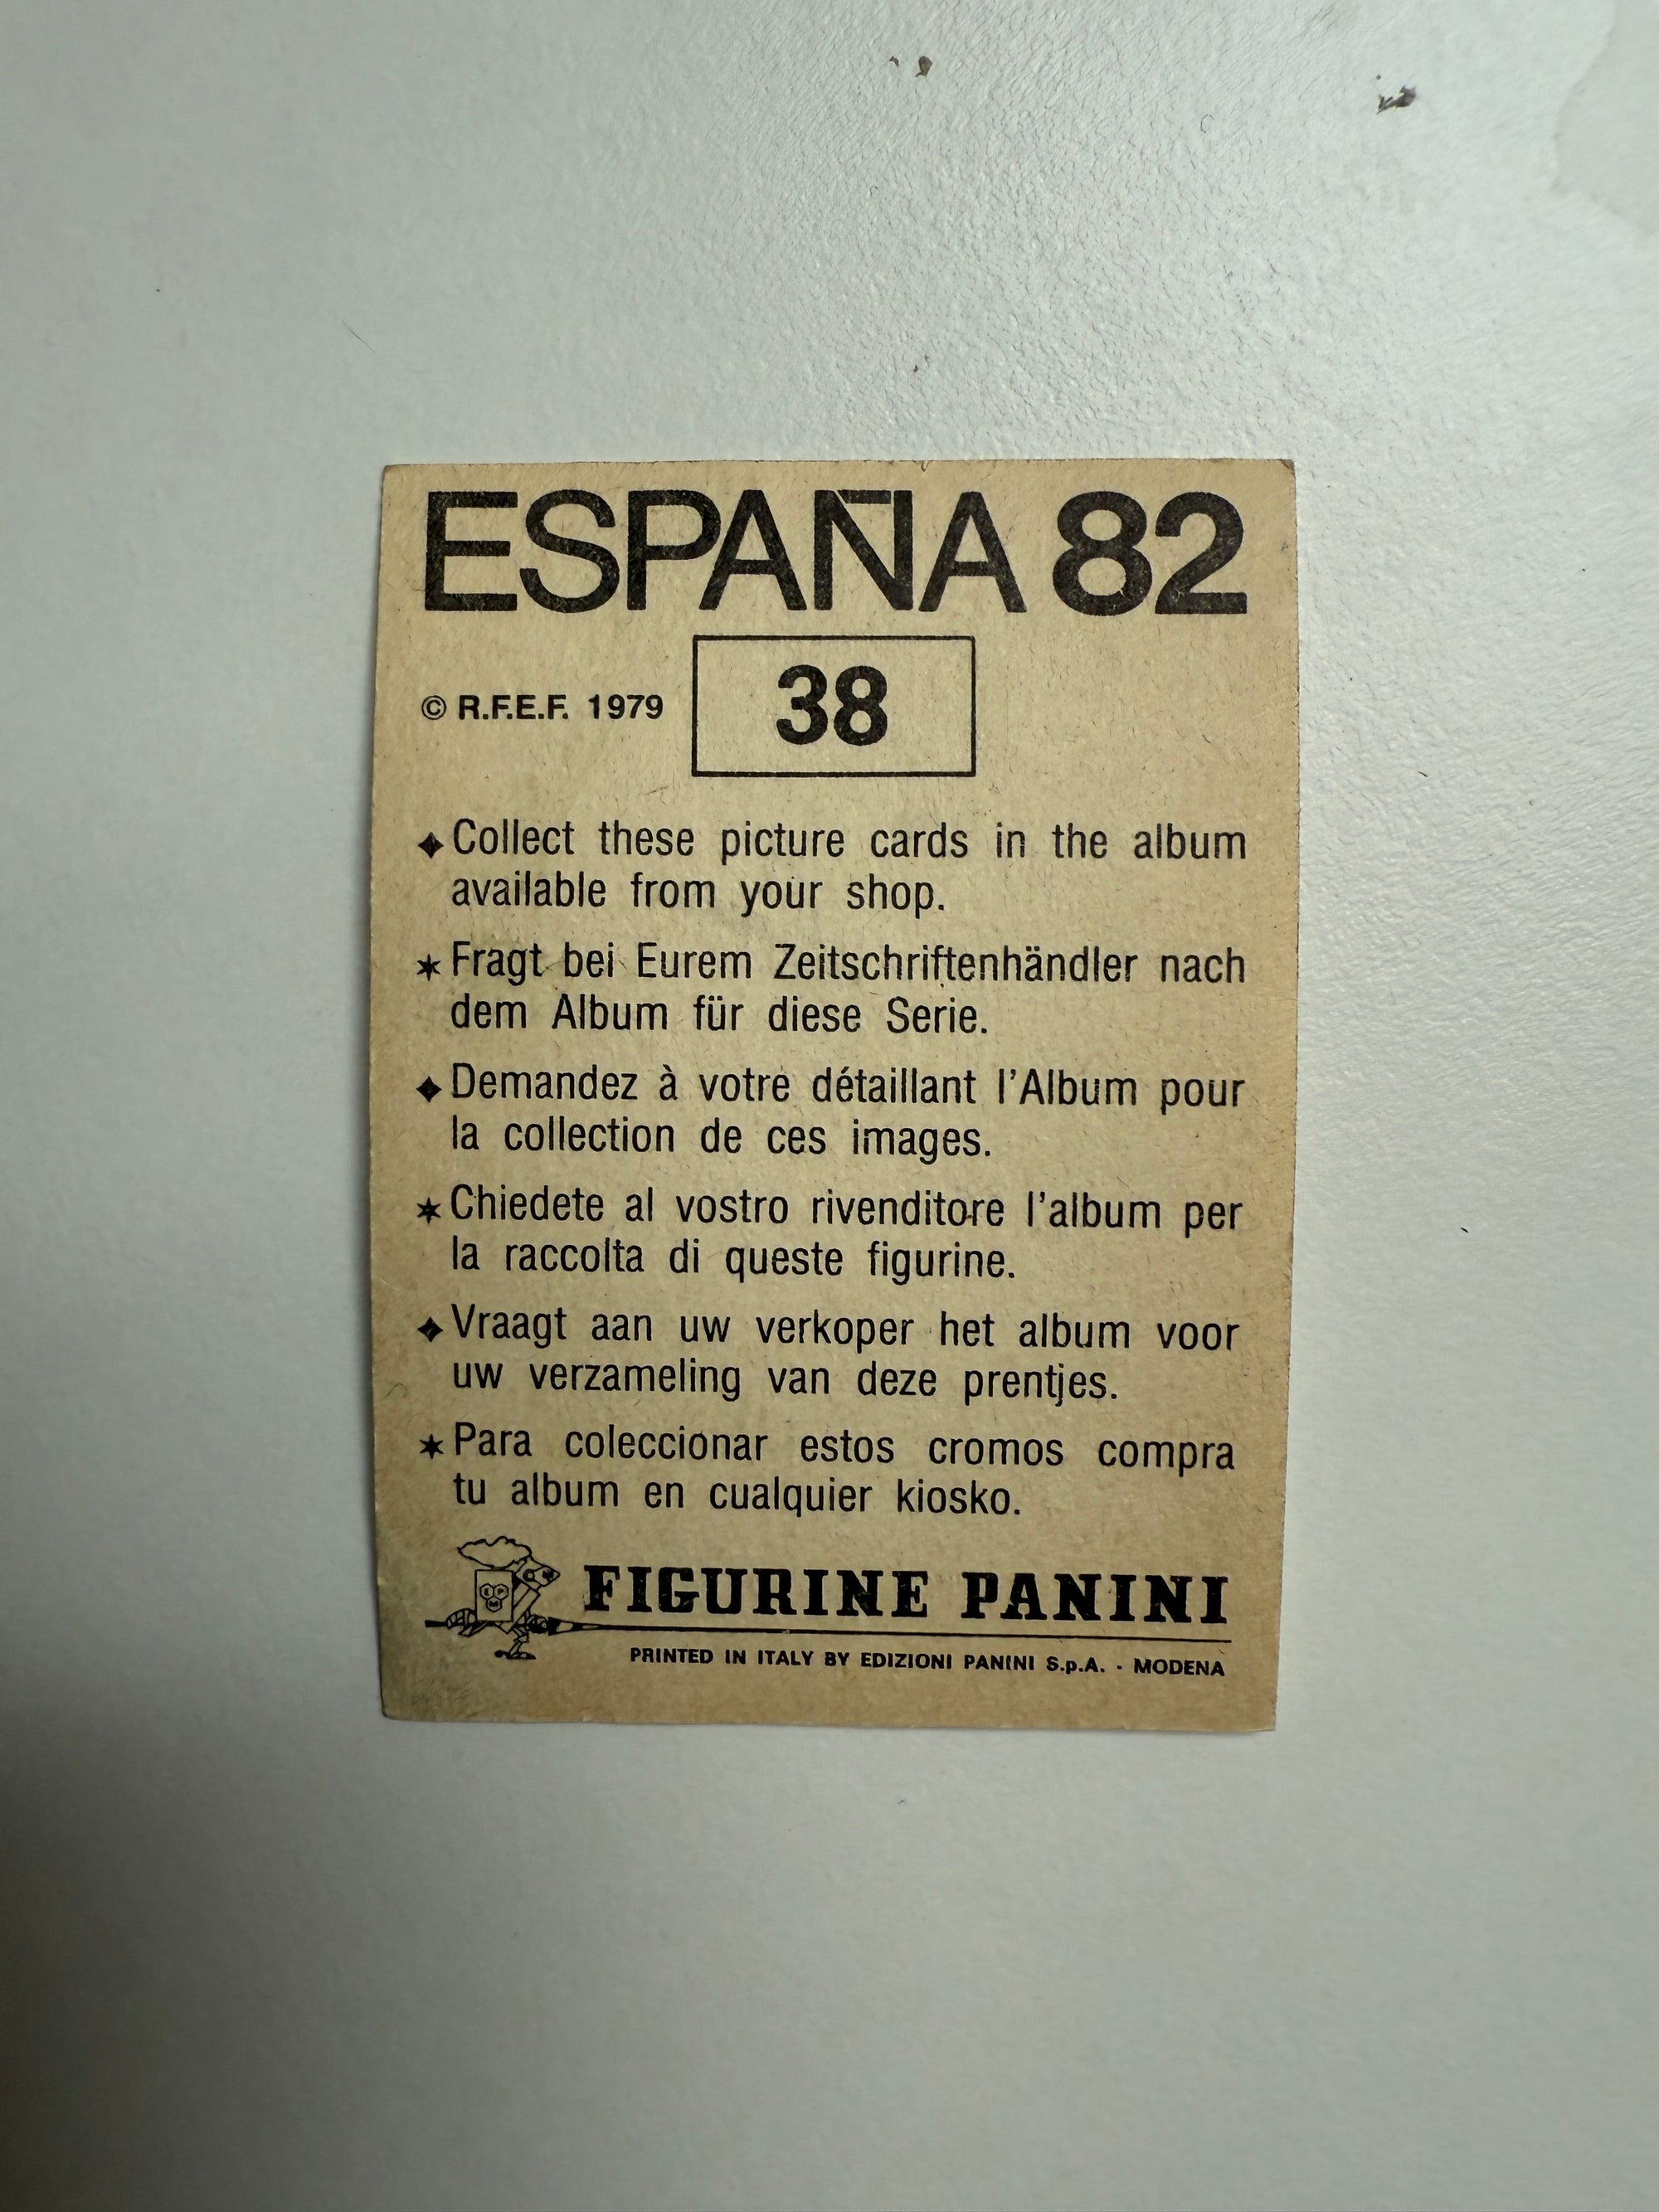 ESPAÑA 82
© R.F.E.F. 1979
38
Collect these picture cards in the album
available from your shop.
Fragt bei Eurem Zeitschriftenhändler nach
dem Album für diese Serie.
Demandez à votre détaillant l'Album pour
la collection de ces images.
Chiedete al vostro rivenditore l'album per
la raccolta di queste figurine.
Vraagt aan uw verkoper het album voor
uw verzameling van deze prentjes.
Para coleccionar estos cromos compra
tu album en cualquier kiosko.
FIGURINE PANINI
PRINTED IN ITALY BY EDIZIONI PANINI S.p.A. - MODENA